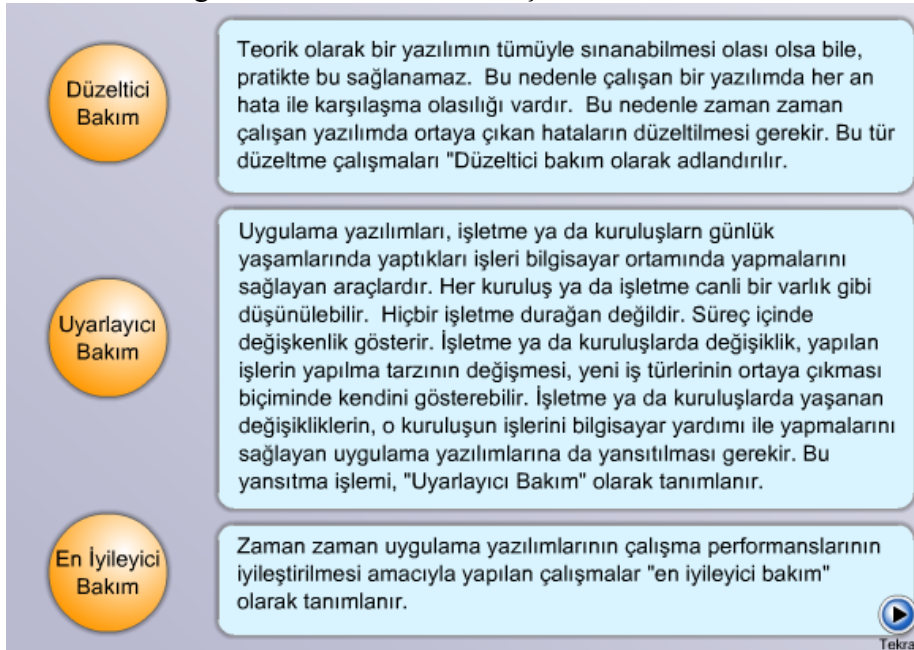 Düzeltici
Bakım
Teorik olarak bir yazılımın tümüyle sınanabilmesi olası olsa bile,
pratikte bu sağlanamaz. Bu nedenle çalışan bir yazılımda her an
hata ile karşılaşma olasılığı vardır. Bu nedenle zaman zaman
çalışan yazılımda ortaya çıkan hataların düzeltilmesi gerekir. Bu tür
düzeltme çalışmaları "Düzeltici bakım olarak adlandırılır.
Uyarlayıcı
Bakım
Uygulama yazılımları, işletme ya da kuruluşlarn günlük
yaşamlarında yaptıkları işleri bilgisayar ortamında yapmalarını
sağlayan araçlardır. Her kuruluş ya da işletme canli bir varlık gibi
düşünülebilir. Hiçbir işletme durağan değildir. Süreç içinde
değişkenlik gösterir. İşletme ya da kuruluşlarda değişiklik, yapılan
işlerin yapılma tarzının değişmesi, yeni iş türlerinin ortaya çıkması
biçiminde kendini gösterebilir. İşletme ya da kuruluşlarda yaşanan
değişikliklerin, o kuruluşun işlerini bilgisayar yardımı ile yapmalarını
sağlayan uygulama yazılımlarına da yansıtılması gerekir. Bu
yansıtma işlemi, "Uyarlayıcı Bakım" olarak tanımlanır.
En İyileyici
Bakım
Zaman zaman uygulama yazılımlarının çalışma performanslarının
iyileştirilmesi amacıyla yapılan çalışmalar "en iyileyici bakım"
olarak tanımlanır.
Tekra